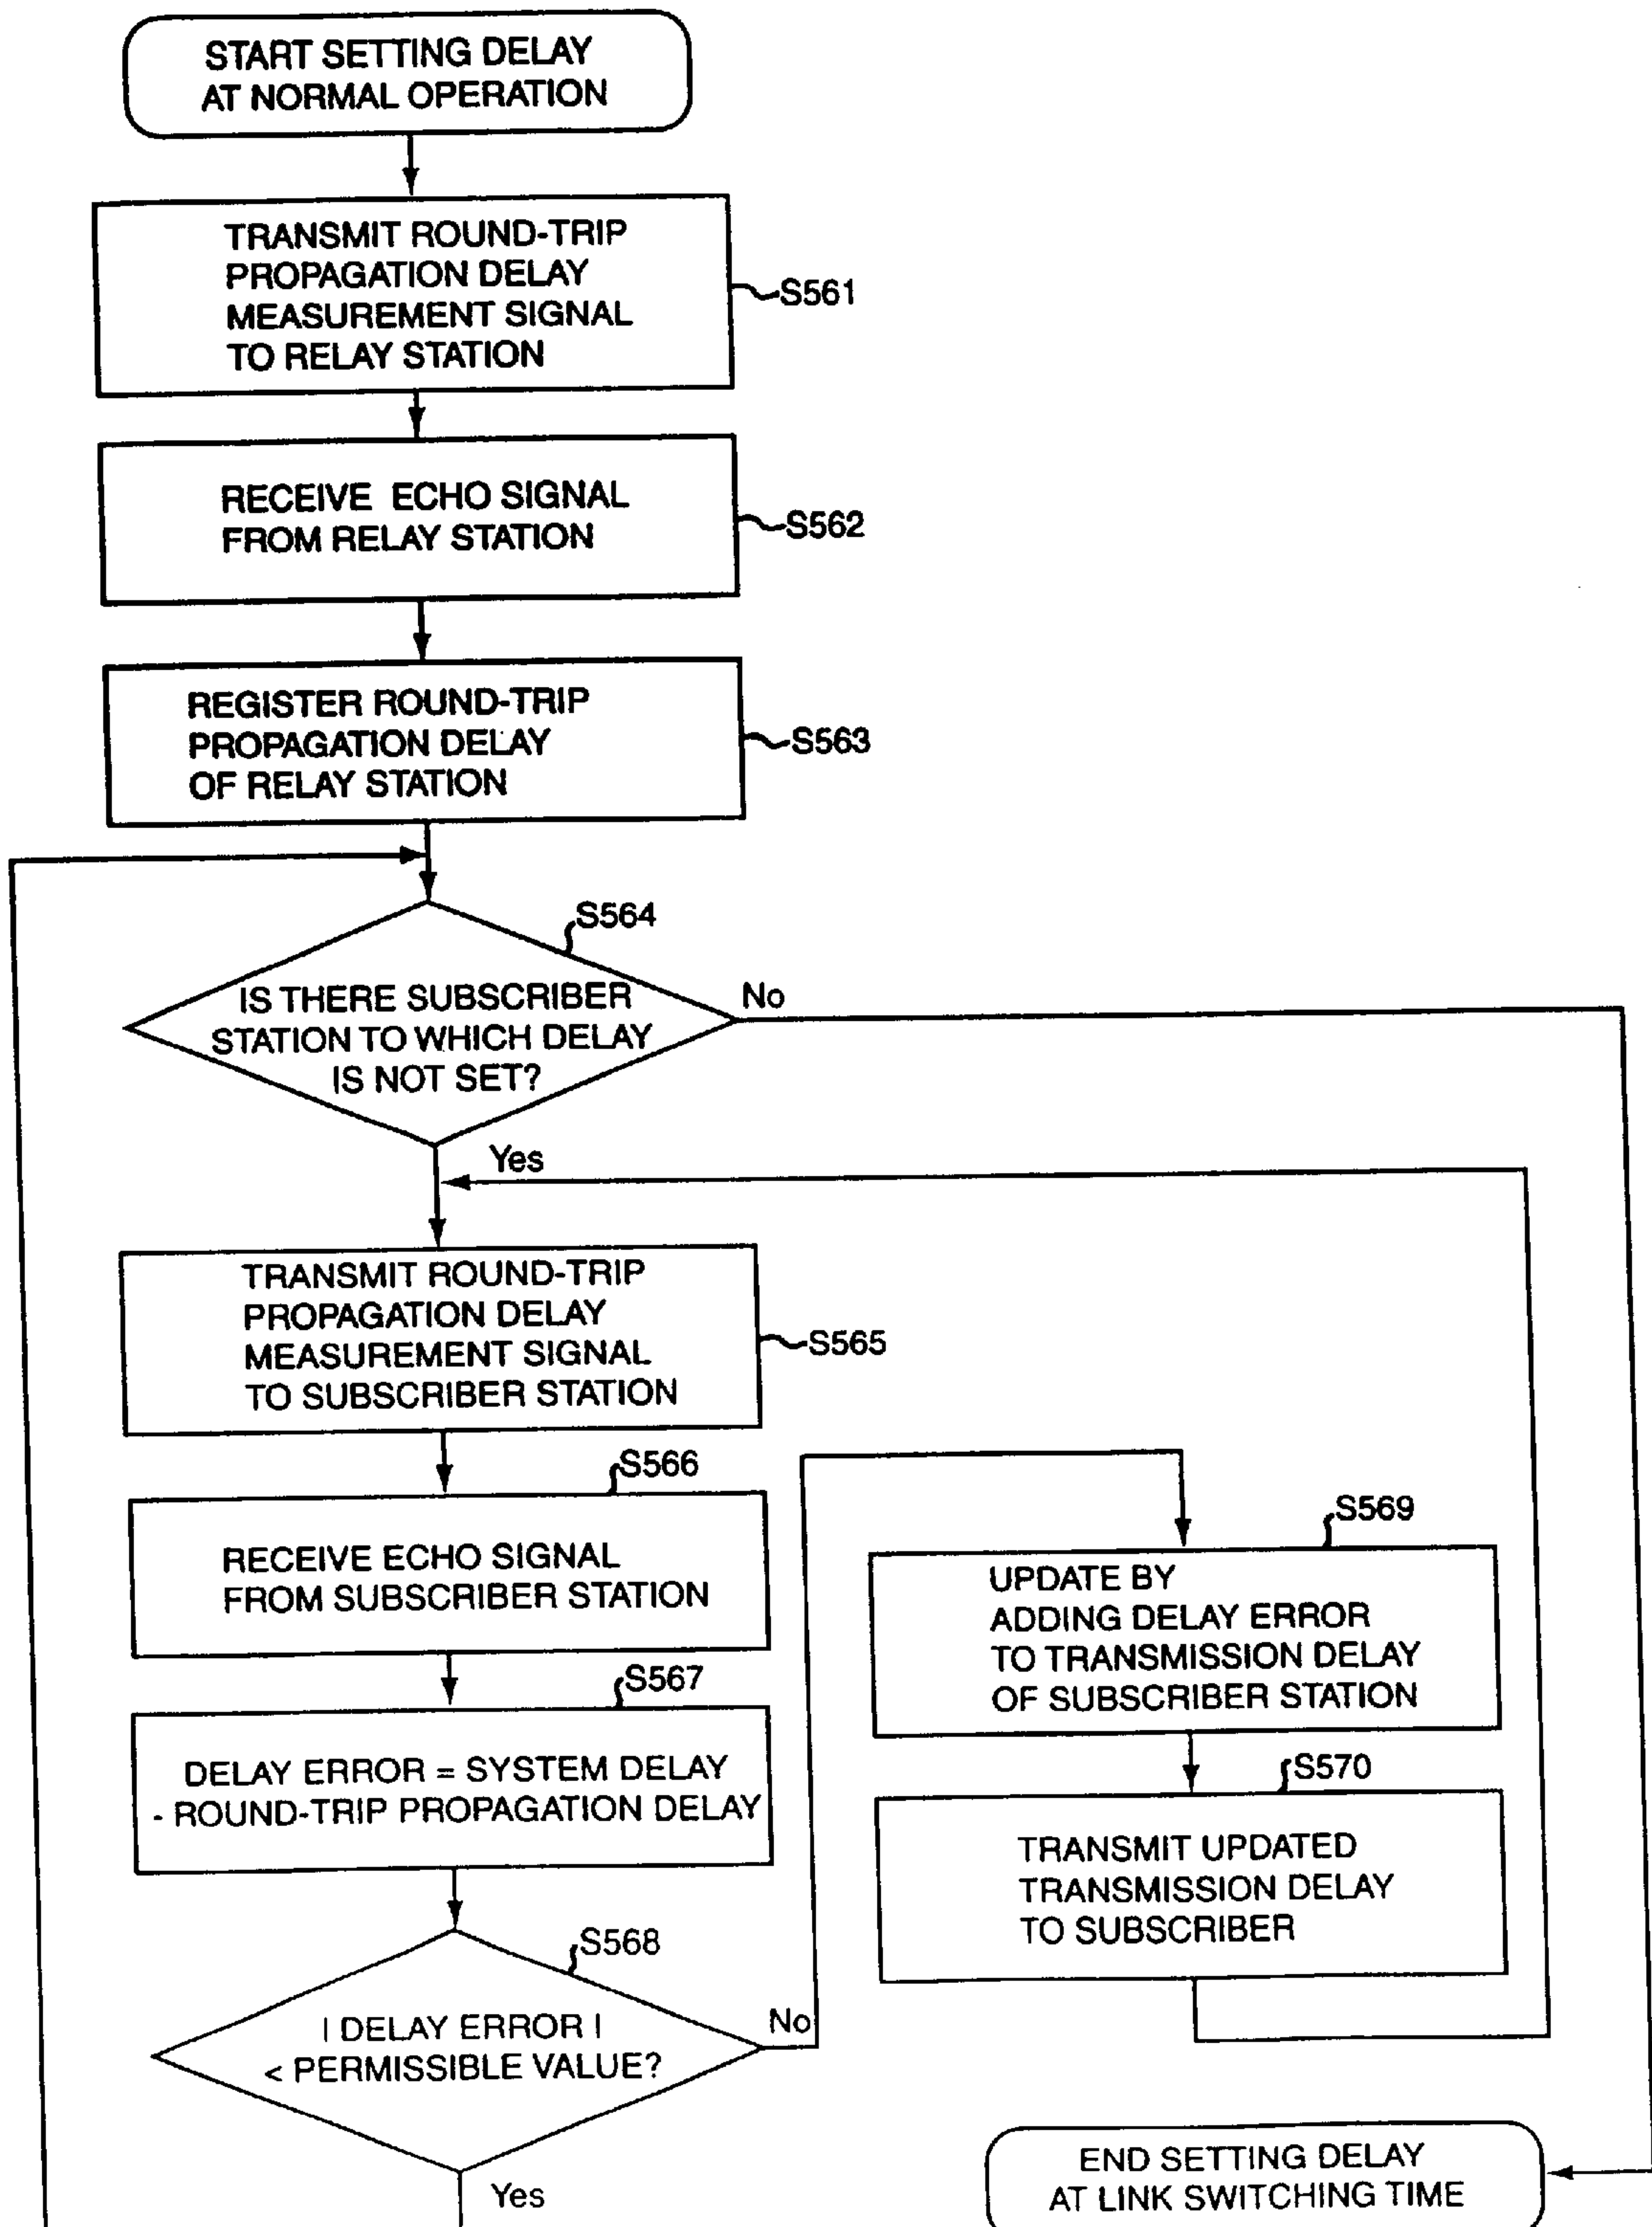 START SETTING DELAY
AT NORMAL OPERATION
TRANSMIT ROUND-TRIP
PROPAGATION DELAY
MEASUREMENT SIGNAL
TO RELAY STATION
S561
RECEIVE ECHO SIGNAL
FROM RELAY STATION
S562
REGISTER ROUND-TRIP
PROPAGATION DELAY
OF RELAY STATION
S563
S564
IS THERE SUBSCRIBER
STATION TO WHICH DELAY
IS NOT SET?
No
Yes
TRANSMIT ROUND-TRIP
PROPAGATION DELAY
MEASUREMENT SIGNAL
TO SUBSCRIBER STATION
S565
S566
RECEIVE ECHO SIGNAL
FROM SUBSCRIBER STATION
S567
DELAY ERROR = SYSTEM DELAY
- ROUND-TRIP PROPAGATION DELAY
S568
| DELAY ERROR |
< PERMISSIBLE VALUE?
No
Yes
S569
UPDATE BY
ADDING DELAY ERROR
TO TRANSMISSION DELAY
OF SUBSCRIBER STATION
S570
TRANSMIT UPDATED
TRANSMISSION DELAY
TO SUBSCRIBER
END SETTING DELAY
AT LINK SWITCHING TIME